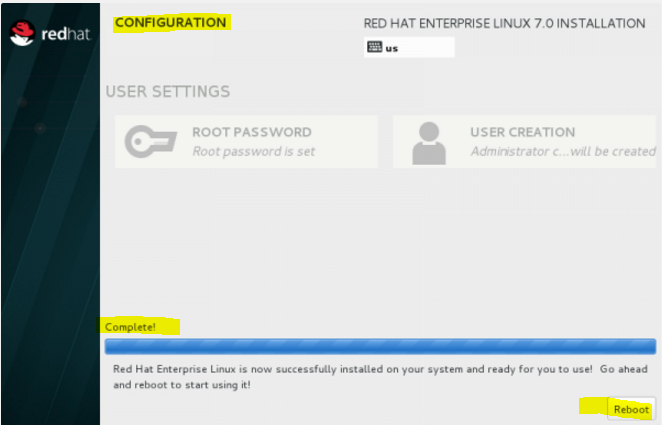 redhat
CONFIGURATION
RED HAT ENTERPRISE LINUX 7.0 INSTALLATION
us
USER SETTINGS
ROOT PASSWORD
Root password is set
USER CREATION
Administrator c...will be created
Complete!
Red Hat Enterprise Linux is now successfully installed on your system and ready for you to use! Go ahead
and reboot to start using it!
Reboot